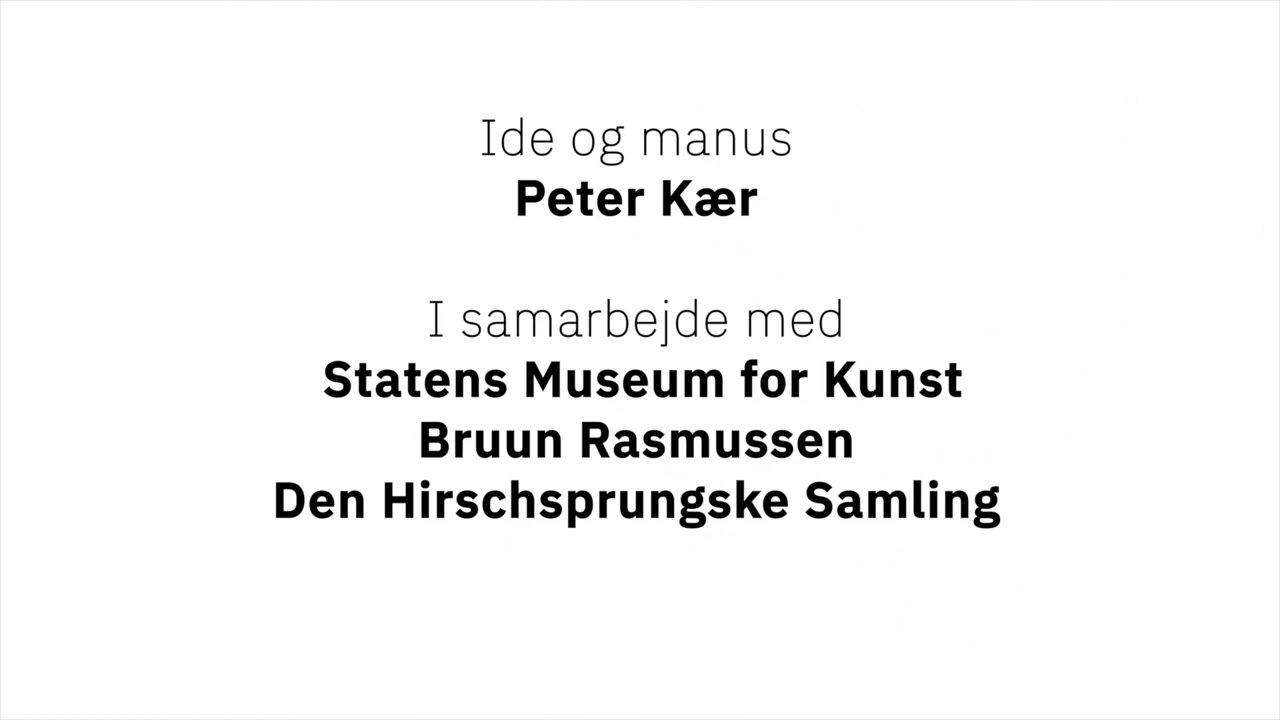 Ide og manus
Peter Kær
I samarbejde med
Statens Museum for Kunst
Bruun Rasmussen
Den Hirschsprungske Samling